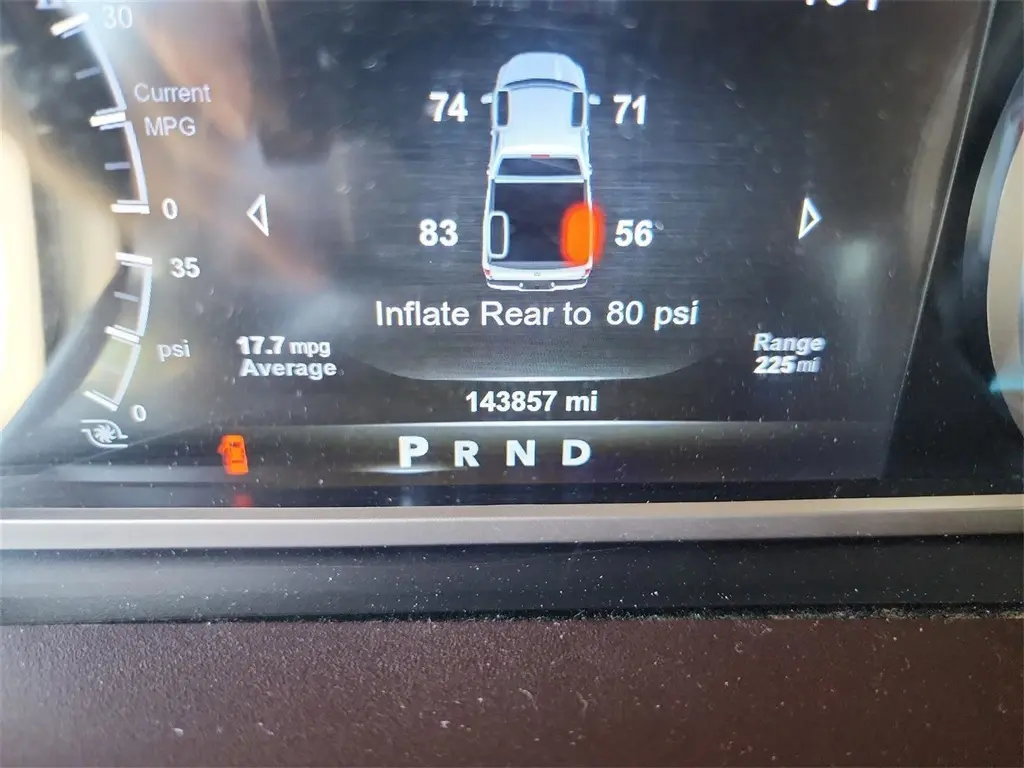 30
Current
MPG
0
74 71
83 56
35
Inflate Rear to 80 psi
psi
17.7 mpg
Average
Range
225 mi
0
143857 mi
P R N D